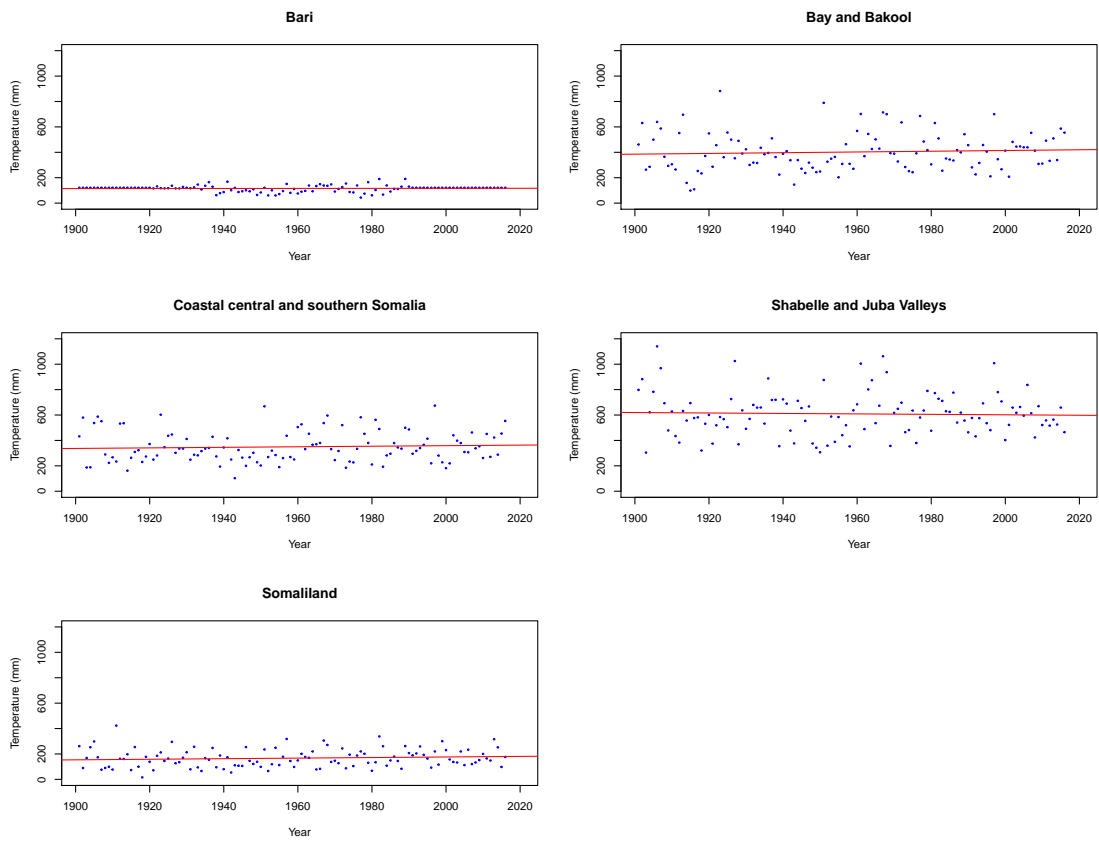 Bari
Temperature (mm)
0 200 600 1000
1900 1920 1940 1960 1980 2000 2020
Year
Bay and Bakool
Temperature (mm)
0 200 600 1000
1900 1920 1940 1960 1980 2000 2020
Year
Coastal central and southern Somalia
Temperature (mm)
0 200 600 1000
1900 1920 1940 1960 1980 2000 2020
Year
Shabelle and Juba Valleys
Temperature (mm)
0 200 600 1000
1900 1920 1940 1960 1980 2000 2020
Year
Somaliland
Temperature (mm)
0 200 600 1000
1900 1920 1940 1960 1980 2000 2020
Year